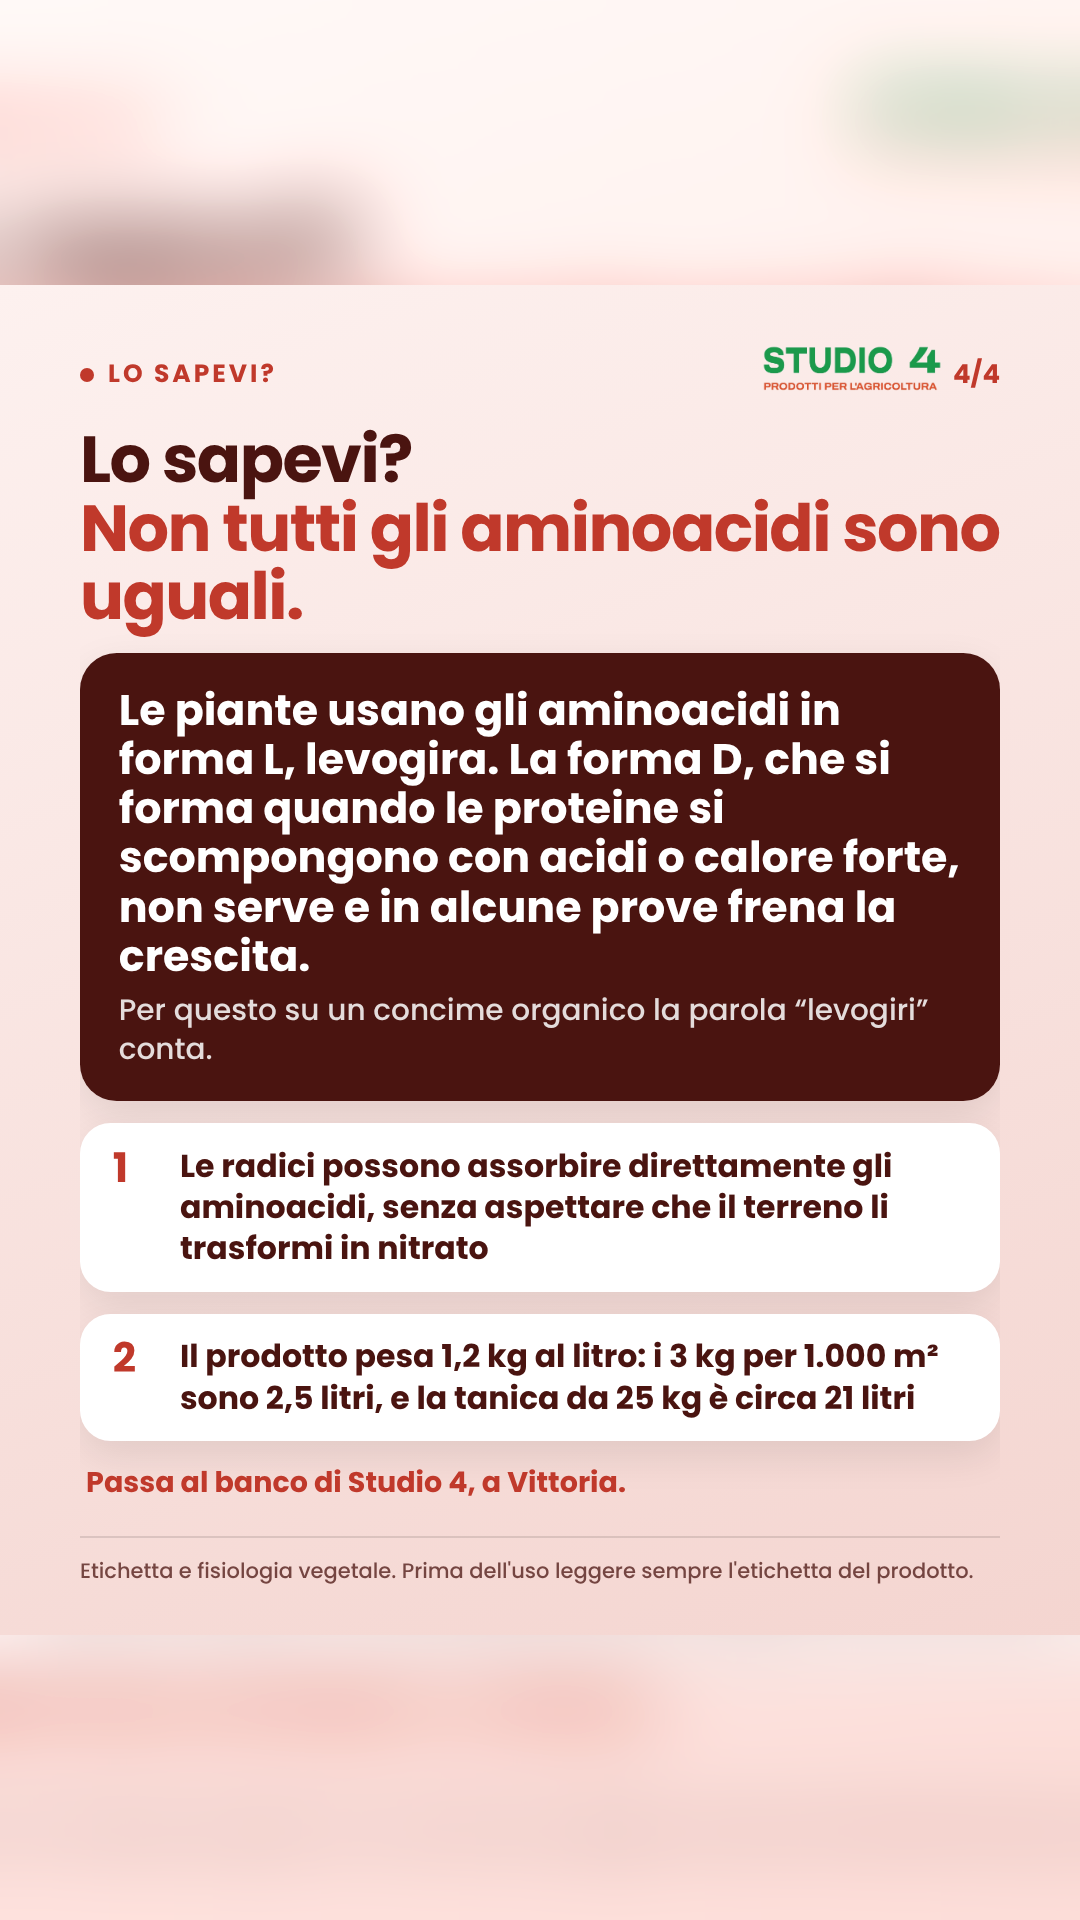 LO SAPEVI?
STUDIO 4
PRODOTTI PER L'AGRICOLTURA
4/4
Lo sapevi?
Non tutti gli aminoacidi sono
uguali.
Le piante usano gli aminoacidi in
forma L, levogira. La forma D, che si
forma quando le proteine si
scompongono con acidi o calore forte,
non serve e in alcune prove frena la
crescita.
Per questo su un concime organico la parola “levogiri”
conta.
1
Le radici possono assorbire direttamente gli
aminoacidi, senza aspettare che il terreno li
trasformi in nitrato
2
Il prodotto pesa 1,2 kg al litro: i 3 kg per 1.000 m²
sono 2,5 litri, e la tanica da 25 kg è circa 21 litri
Passa al banco di Studio 4, a Vittoria.
Etichetta e fisiologia vegetale. Prima dell'uso leggere sempre l'etichetta del prodotto.